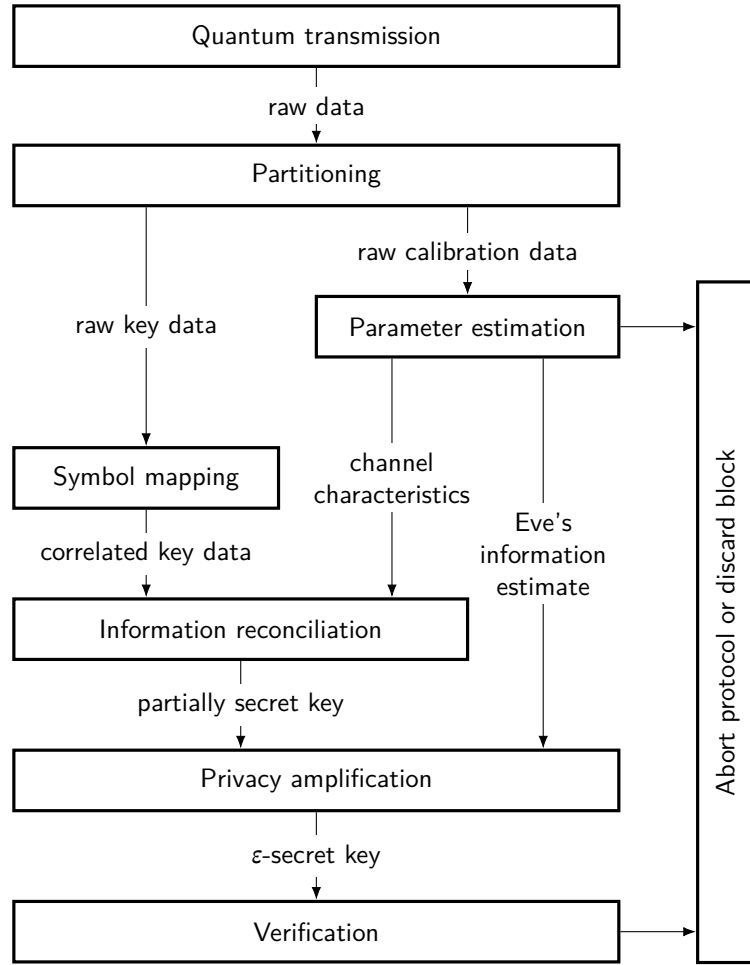 Quantum transmission
raw data
Partitioning
raw calibration data
raw key data
Parameter estimation
Symbol mapping
channel
characteristics
correlated key data
Eve's
information
estimate
Information reconciliation
partially secret key
Privacy amplification
ε-secret key
Verification
Abort protocol or discard block